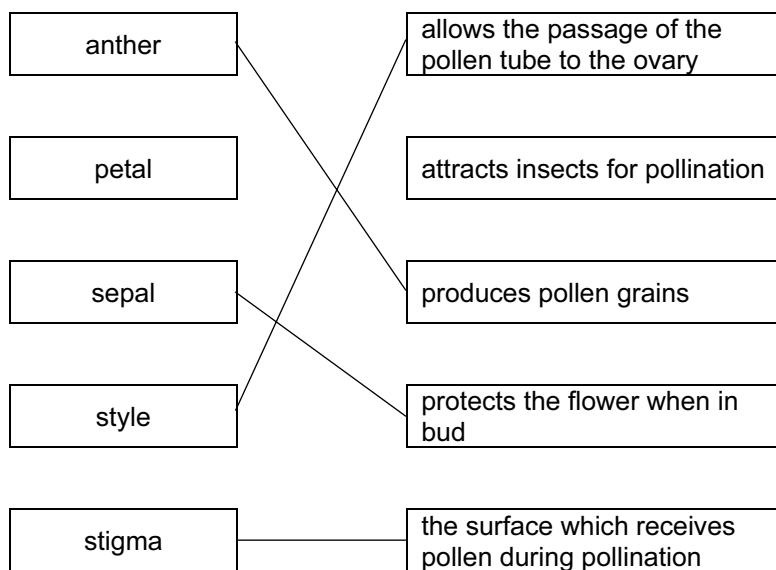 anther
allows the passage of the
pollen tube to the ovary
petal
attracts insects for pollination
sepal
produces pollen grains
style
protects the flower when in
bud
stigma
the surface which receives
pollen during pollination